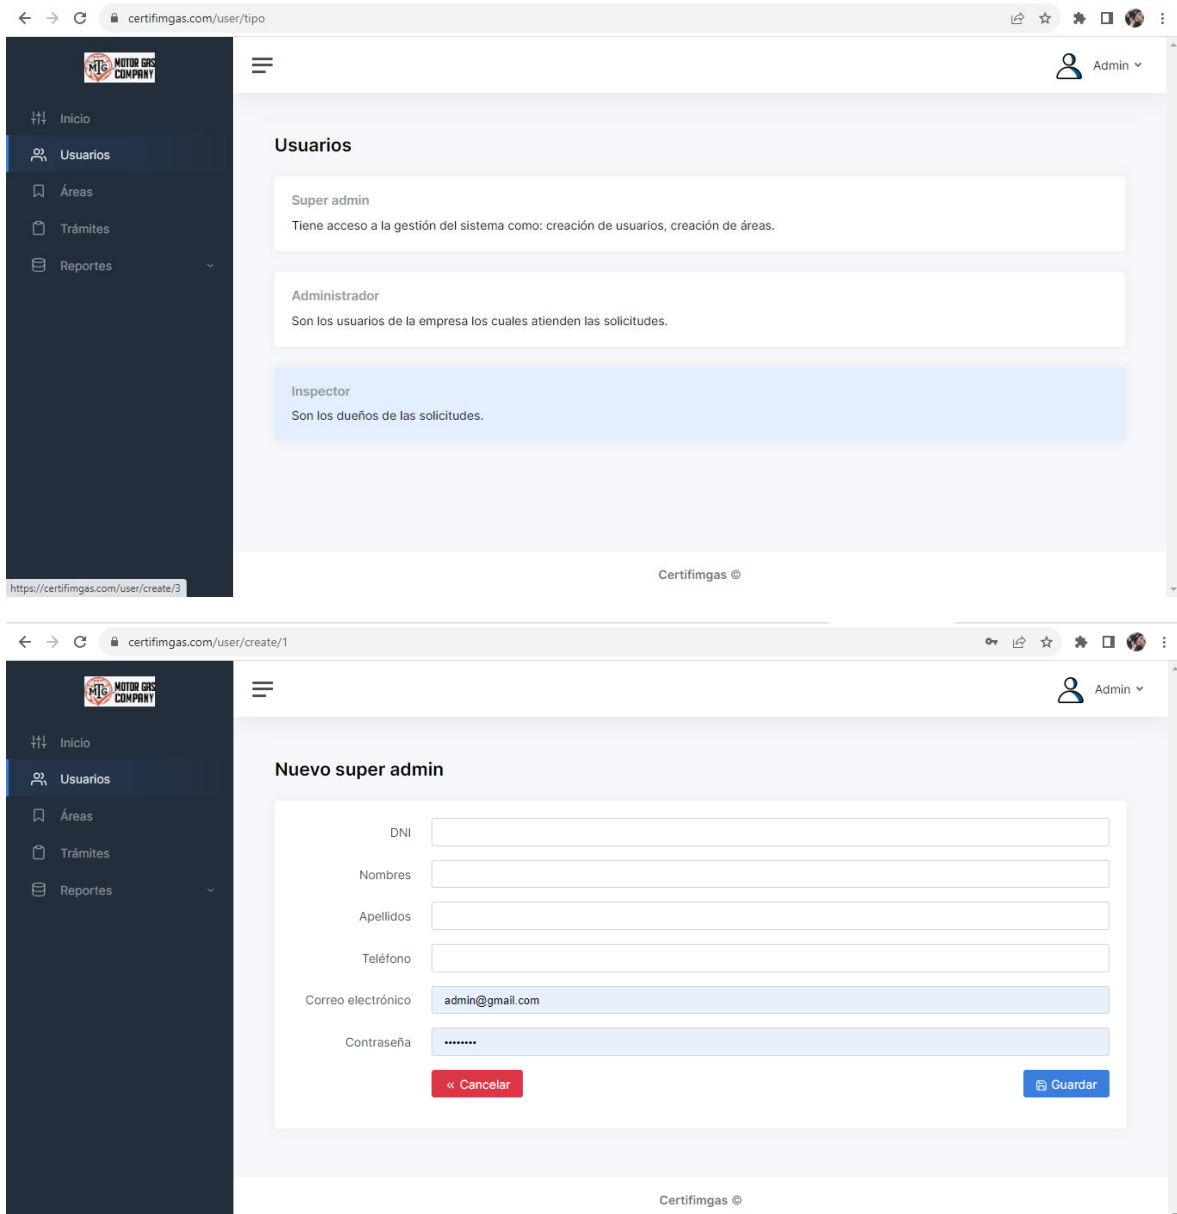 certifimgas.com/user/tipo
MTG MOTOR GAS
COMPANY
Admin
Inicio
Usuarios
Áreas
Trámites
Reportes
Usuarios
Super admin
Tiene acceso a la gestión del sistema como: creación de usuarios, creación de áreas.
Administrador
Son los usuarios de la empresa los cuales atienden las solicitudes.
Inspector
Son los dueños de las solicitudes.
Certifimgas ©
https://certifimgas.com/user/create/3
certifimgas.com/user/create/1
MTG MOTOR GAS
COMPANY
Admin
Inicio
Usuarios
Áreas
Trámites
Reportes
Nuevo super admin
DNI
Nombres
Apellidos
Teléfono
Correo electrónico admin@gmail.com
Contraseña ••••••••
« Cancelar Guardar
Certifimgas ©